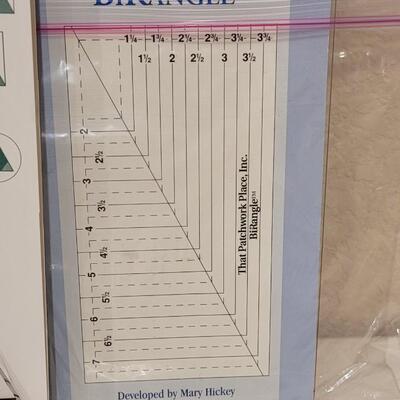 BIRANGLE
1¼ 1¾ 2¼ 2¾ 3¼ 3¾
1½ 2 2½ 3 3½
2
2½
3
3½
4
4½
5
5½
6
6½
7
That Patchwork Place, Inc.
BiRangle™
Developed by Mary Hickey